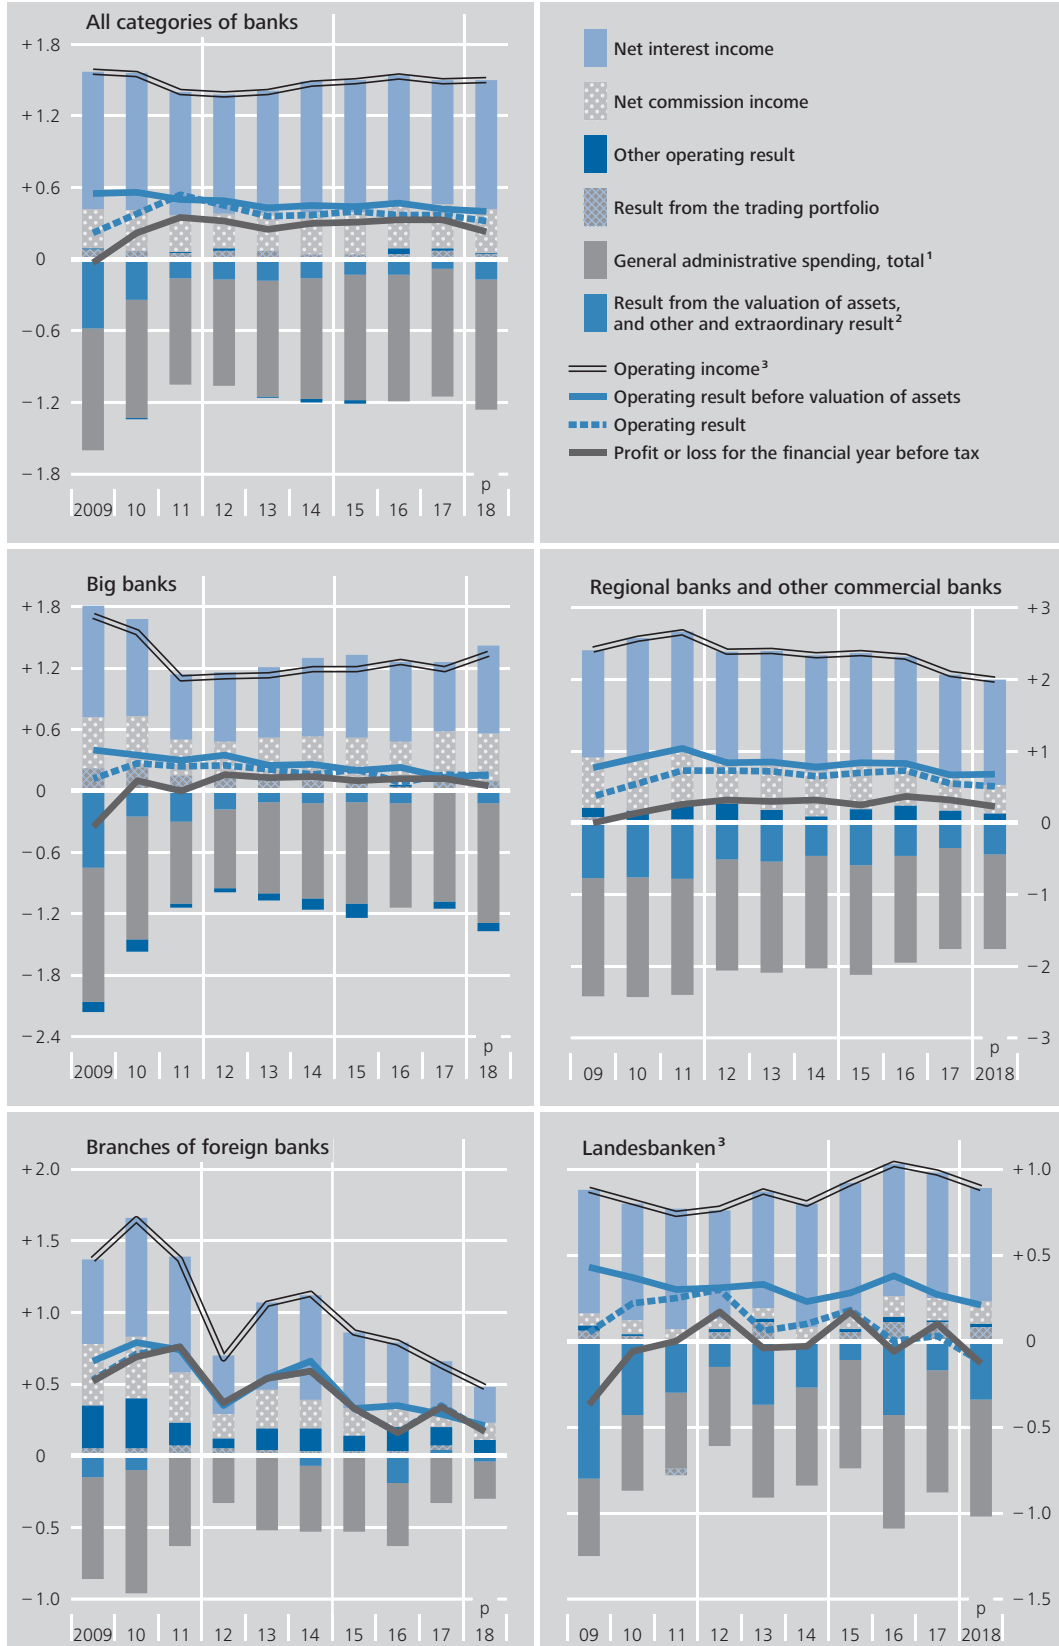 All categories of banks
+1.8
+1.2
+0.6
0
−0.6
−1.2
−1.8
p
2009 10 11 12 13 14 15 16 17 18
Net interest income
Net commission income
Other operating result
Result from the trading portfolio
General administrative spending, total 1
Result from the valuation of assets,
and other and extraordinary result 2
Operating income 3
Operating result before valuation of assets
Operating result
Profit or loss for the financial year before tax
Big banks
+1.8
+1.2
+0.6
0
−0.6
−1.2
−1.8
−2.4
p
2009 10 11 12 13 14 15 16 17 18
Regional banks and other commercial banks
+3
+2
+1
0
−1
−2
−3
p
09 10 11 12 13 14 15 16 17 2018
Branches of foreign banks
+2.0
+1.5
+1.0
+0.5
0
−0.5
−1.0
p
2009 10 11 12 13 14 15 16 17 18
Landesbanken 3
+1.0
+0.5
0
−0.5
−1.0
−1.5
p
09 10 11 12 13 14 15 16 17 2018